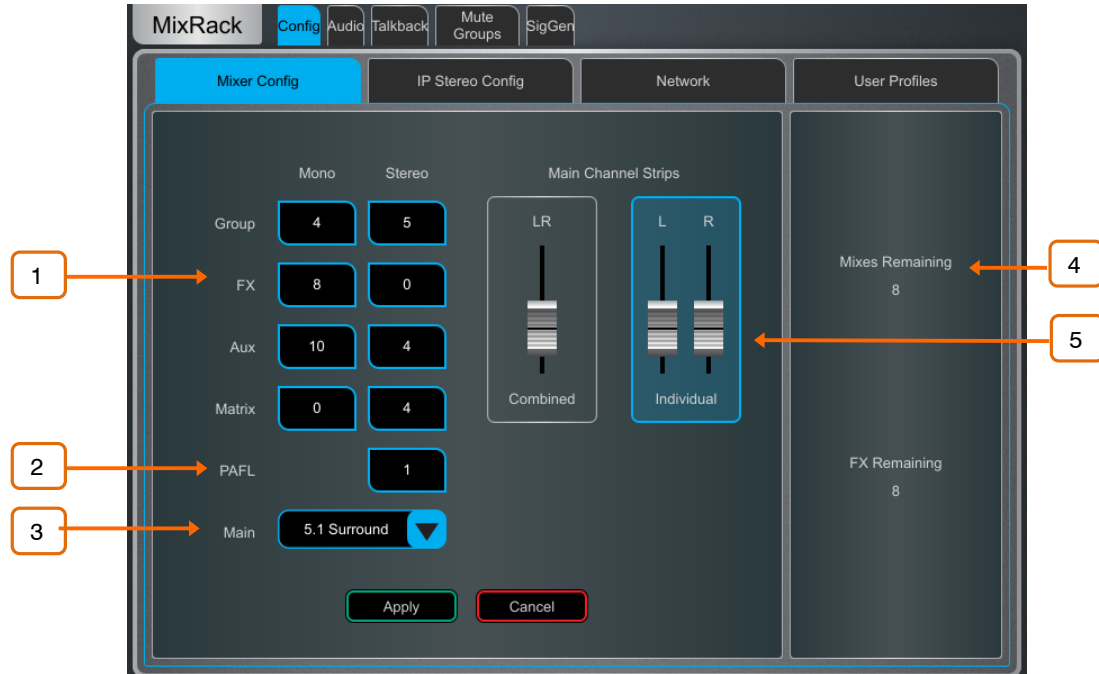 MixRack Config Audio Talkback Mute Groups SigGen
Mixer Config IP Stereo Config Network User Profiles
Mono Stereo Main Channel Strips
Group 4 5 LR L R
1 FX 8 0 Mixes Remaining 4
8
Aux 10 4 5
Matrix 0 4 Combined Individual
2 PAFL 1 FX Remaining
8
3 Main 5.1 Surround
Apply Cancel